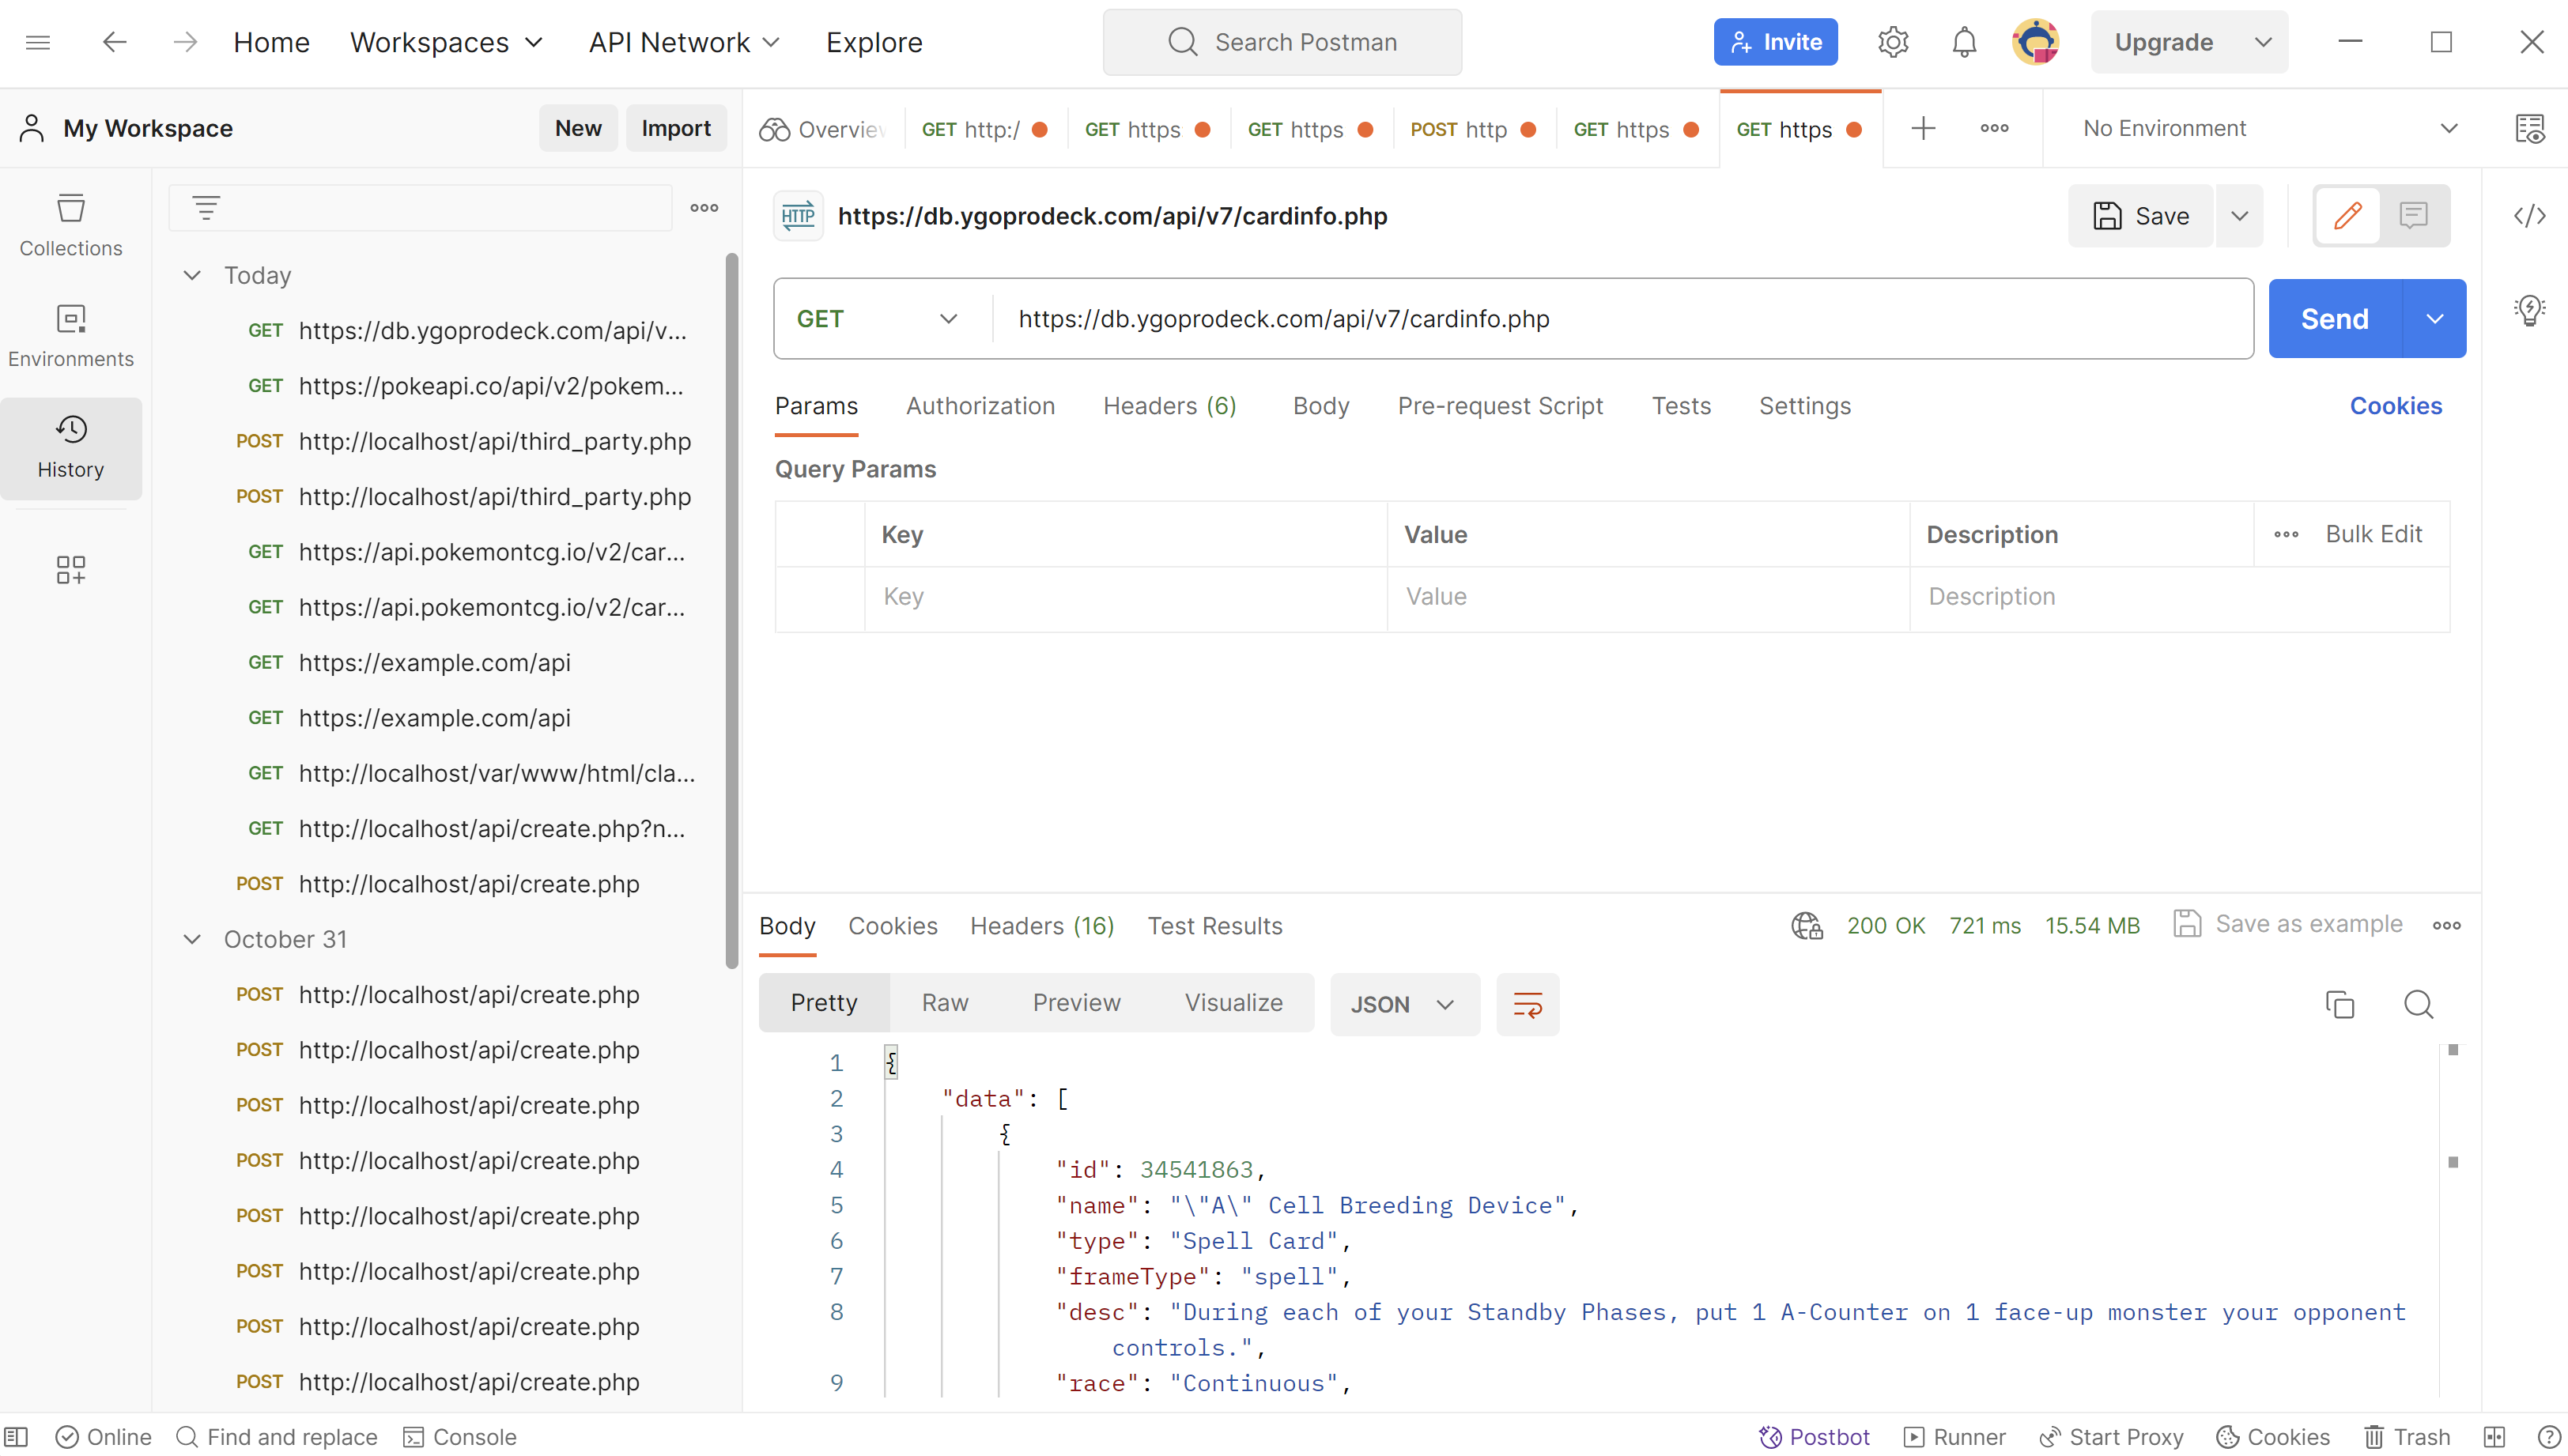 Home Workspaces API Network Explore Search Postman Invite Upgrade
My Workspace New Import
Overview GET http:/ GET https GET https POST http GET https GET https No Environment
Collections
Environments
History
Today
GET https://db.ygoprodeck.com/api/v...
GET https://pokeapi.co/api/v2/pokem...
POST http://localhost/api/third_party.php
POST http://localhost/api/third_party.php
GET https://api.pokemontcg.io/v2/car...
GET https://api.pokemontcg.io/v2/car...
GET https://example.com/api
GET https://example.com/api
GET http://localhost/var/www/html/cla...
GET http://localhost/api/create.php?n...
POST http://localhost/api/create.php
October 31
POST http://localhost/api/create.php
POST http://localhost/api/create.php
POST http://localhost/api/create.php
POST http://localhost/api/create.php
POST http://localhost/api/create.php
POST http://localhost/api/create.php
POST http://localhost/api/create.php
POST http://localhost/api/create.php
HTTP https://db.ygoprodeck.com/api/v7/cardinfo.php Save
GET https://db.ygoprodeck.com/api/v7/cardinfo.php Send
Params Authorization Headers (6) Body Pre-request Script Tests Settings Cookies
Query Params
Key Value Description Bulk Edit
Key Value Description
Body Cookies Headers (16) Test Results 200 OK 721 ms 15.54 MB Save as example
Pretty Raw Preview Visualize JSON
1 {
2 "data": [
3 {
4 "id": 34541863,
5 "name": "\"A\" Cell Breeding Device",
6 "type": "Spell Card",
7 "frameType": "spell",
8 "desc": "During each of your Standby Phases, put 1 A-Counter on 1 face-up monster your opponent
controls.",
9 "race": "Continuous",
Online Find and replace Console Postbot Runner Start Proxy Cookies Trash